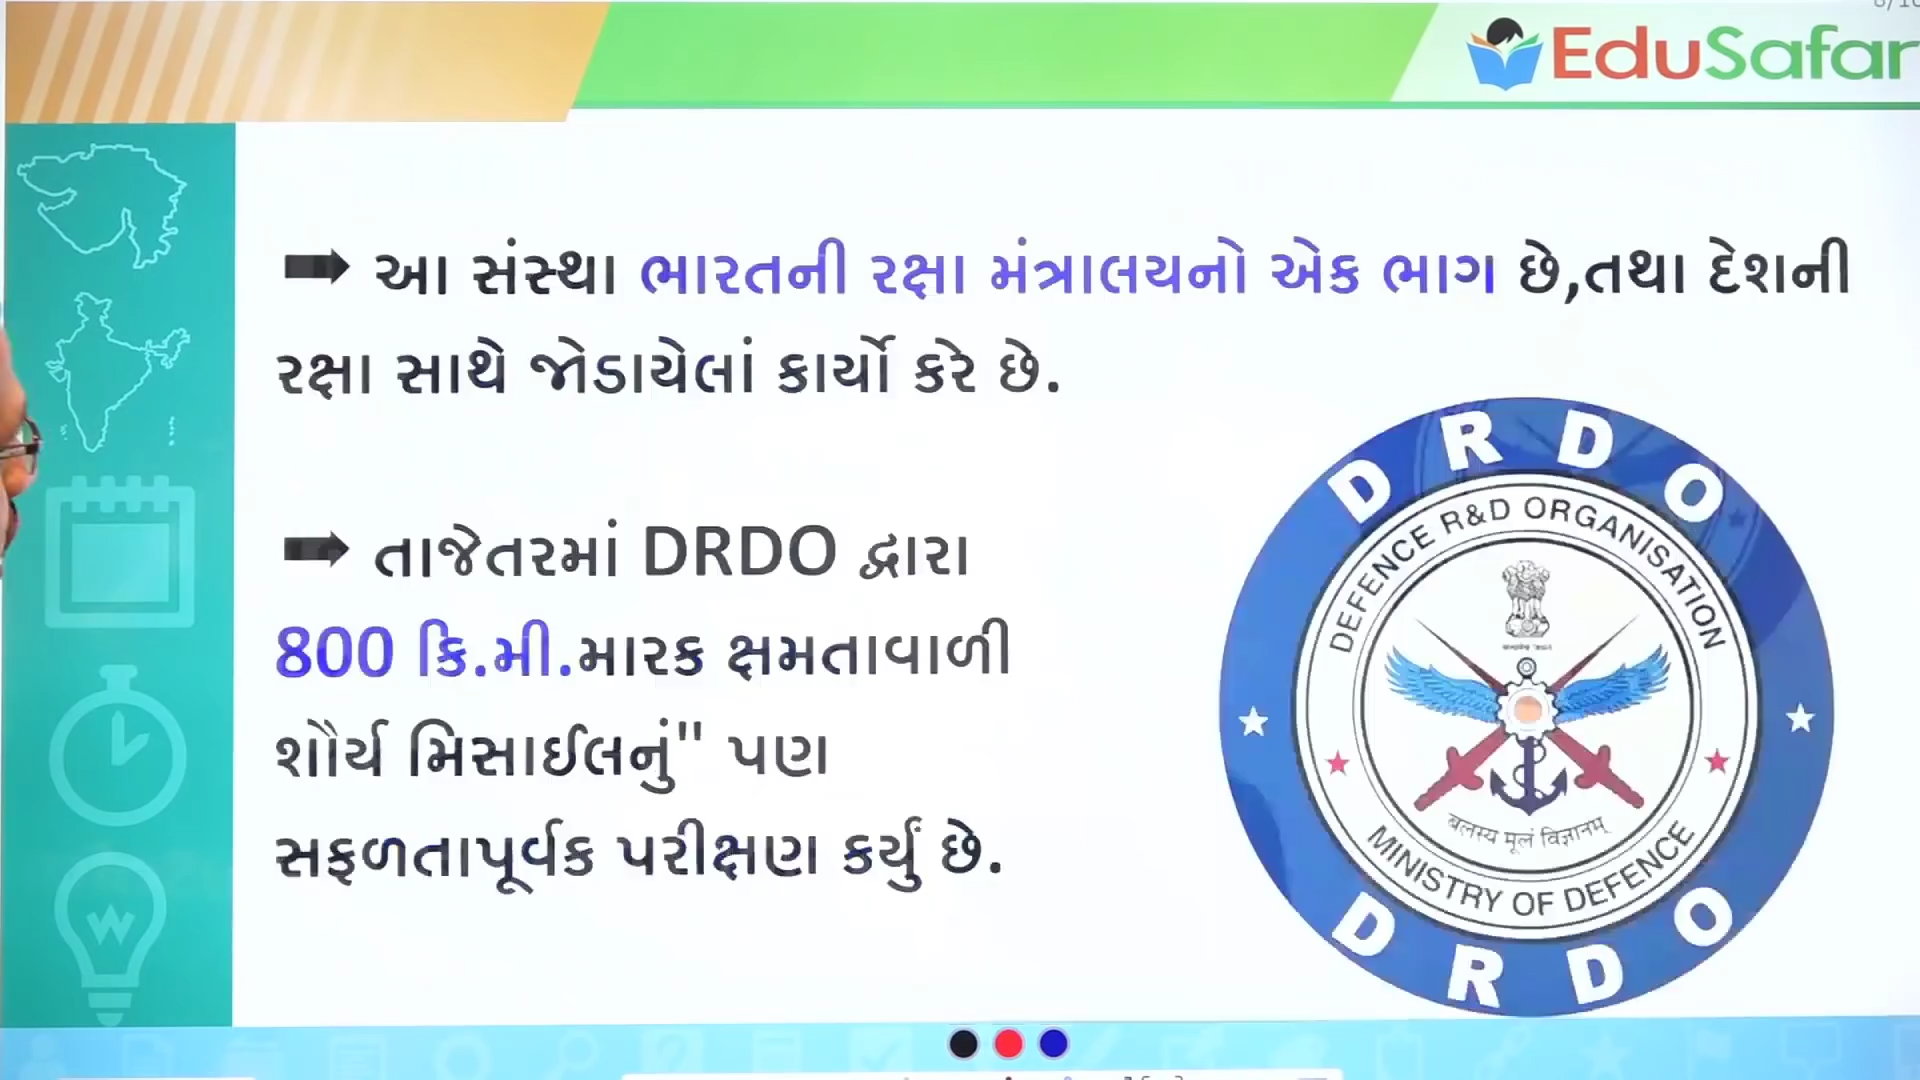 EduSafar
➡ આ સંસ્થા ભારતની રક્ષા મંત્રાલયનો એક ભાગ છે,તથા દેશની
રક્ષા સાથે જોડાયેલાં કાર્યો કરે છે.
➡ તાજેતરમાં DRDO દ્વારા
800 કિ.મી.મારક ક્ષમતાવાળી
શૌર્ય મિસાઈલનું" પણ
સફળતાપૂર્વક પરીક્ષણ કર્યું છે.
DRDO
DEFENCE R&D ORGANISATION
बलस्य मूलं विज्ञानम्
MINISTRY OF DEFENCE
DRDO